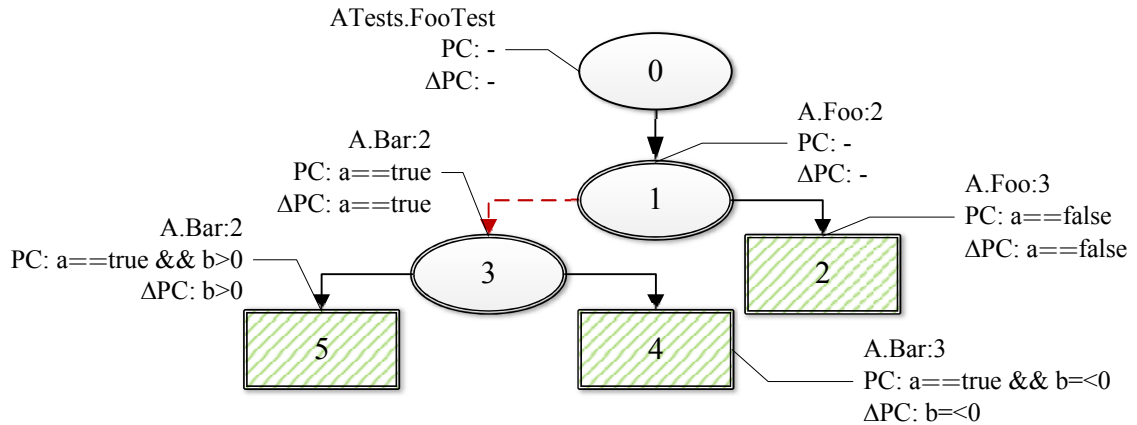 ATests.FooTest
PC: -
ΔPC: -
0
A.Foo:2
PC: -
ΔPC: -
A.Bar:2
PC: a==true
ΔPC: a==true
1
A.Foo:3
PC: a==false
ΔPC: a==false
A.Bar:2
PC: a==true && b>0
ΔPC: b>0
3
2
5
4
A.Bar:3
PC: a==true && b=<0
ΔPC: b=<0